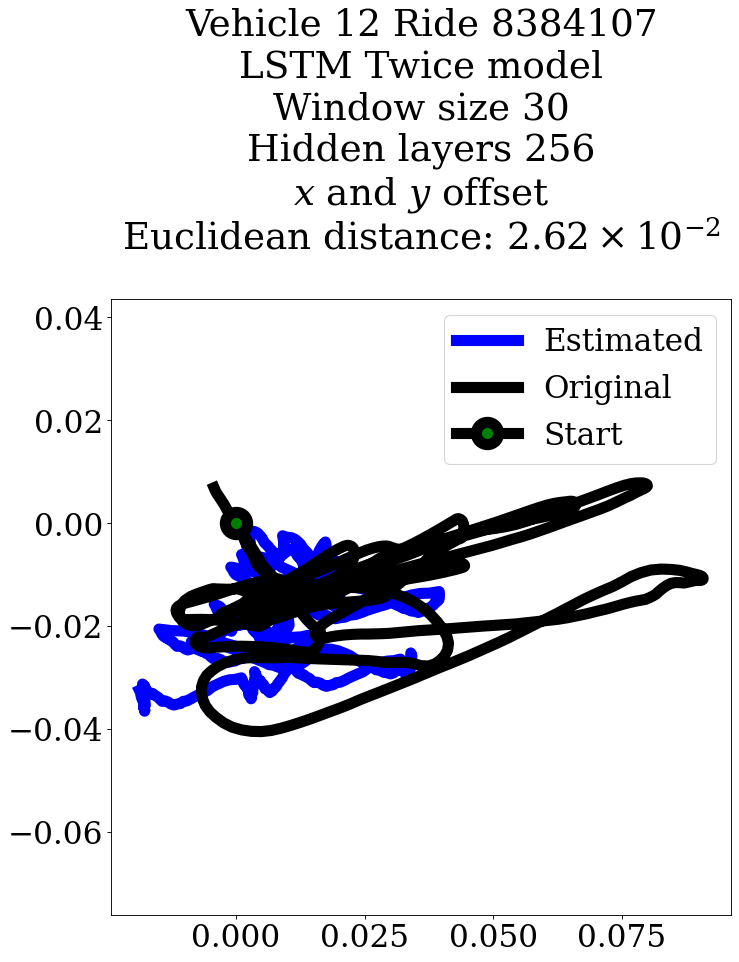 Vehicle 12 Ride 8384107
LSTM Twice model
Window size 30
Hidden layers 256
x and y offset
Euclidean distance: 2.62 × 10⁻²
0.04
0.02
0.00
−0.02
−0.04
−0.06
Estimated
Original
Start
0.000 0.025 0.050 0.075